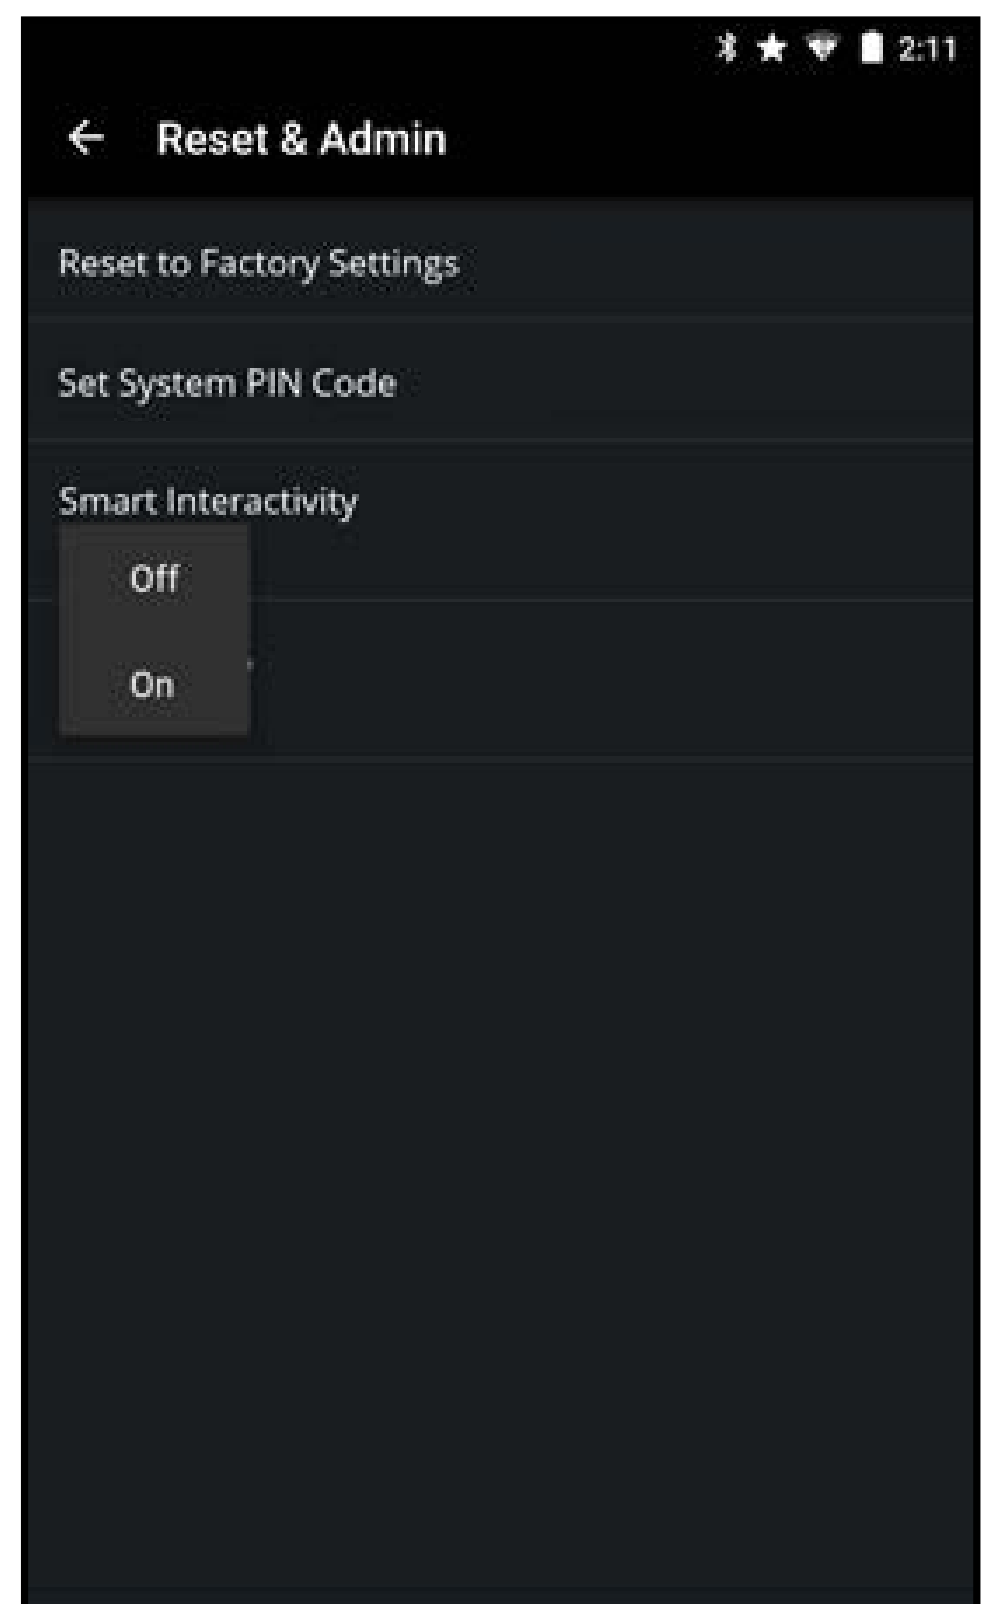 2:11
Reset & Admin
Reset to Factory Settings
Set System PIN Code
Smart Interactivity
Off
On